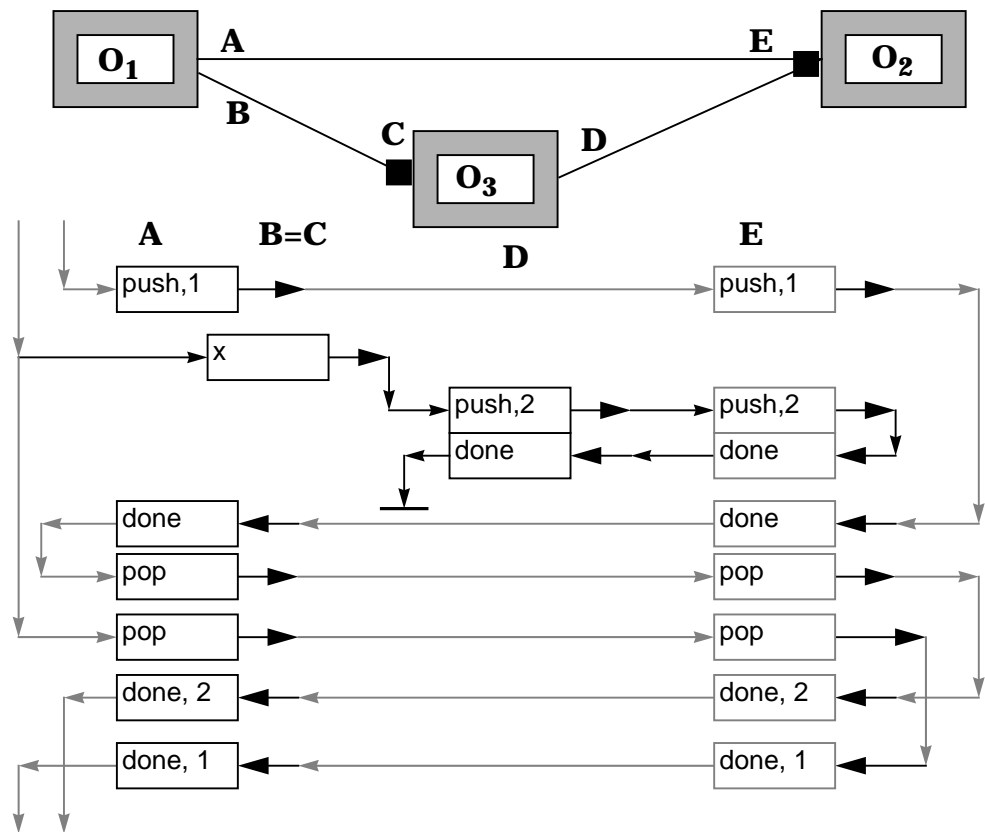 A E
O1 O2
B
C D
O3
A B=C E
D
push,1 push,1
x
push,2 push,2
done done
done done
pop pop
pop pop
done, 2 done, 2
done, 1 done, 1